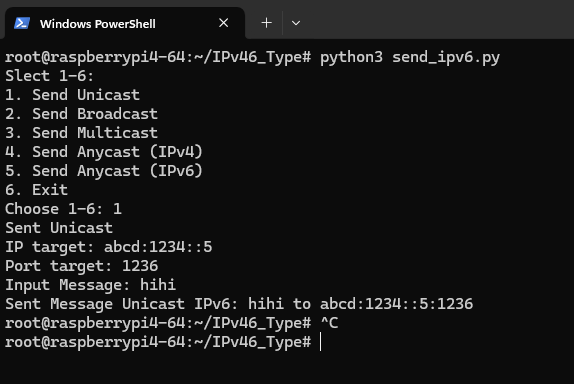 Windows PowerShell
root@raspberrypi4-64:~/IPv46_Type# python3 send_ipv6.py
Slect 1-6:
1. Send Unicast
2. Send Broadcast
3. Send Multicast
4. Send Anycast (IPv4)
5. Send Anycast (IPv6)
6. Exit
Choose 1-6: 1
Sent Unicast
IP target: abcd:1234::5
Port target: 1236
Input Message: hihi
Sent Message Unicast IPv6: hihi to abcd:1234::5:1236
root@raspberrypi4-64:~/IPv46_Type# ^C
root@raspberrypi4-64:~/IPv46_Type#